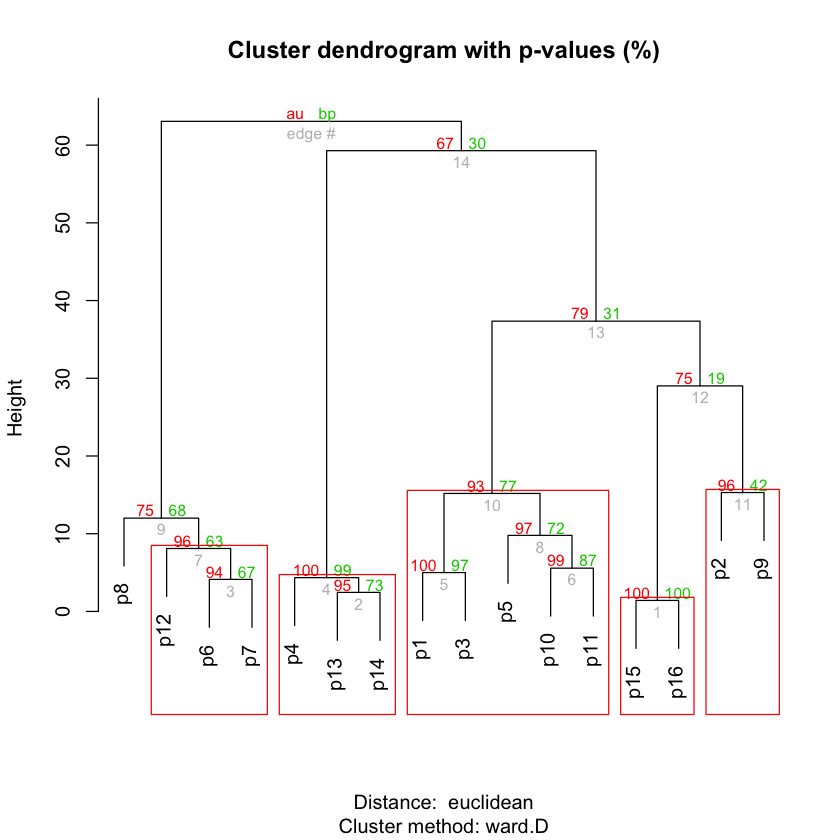 Cluster dendrogram with p-values (%)
au bp
edge #
60
67 30
14
50
40
79 31
13
30
75 19
12
Height
20
93 77
10
96 42
11
10
75 68
9
97 72
8
96 63
7
99 87
6
100 97
5
94 67
3
100 99
4
95 73
2
100 100
1
0
p8
p12
p6
p7
p4
p13
p14
p1
p3
p5
p10
p11
p15
p16
p2
p9
Distance: euclidean
Cluster method: ward.D